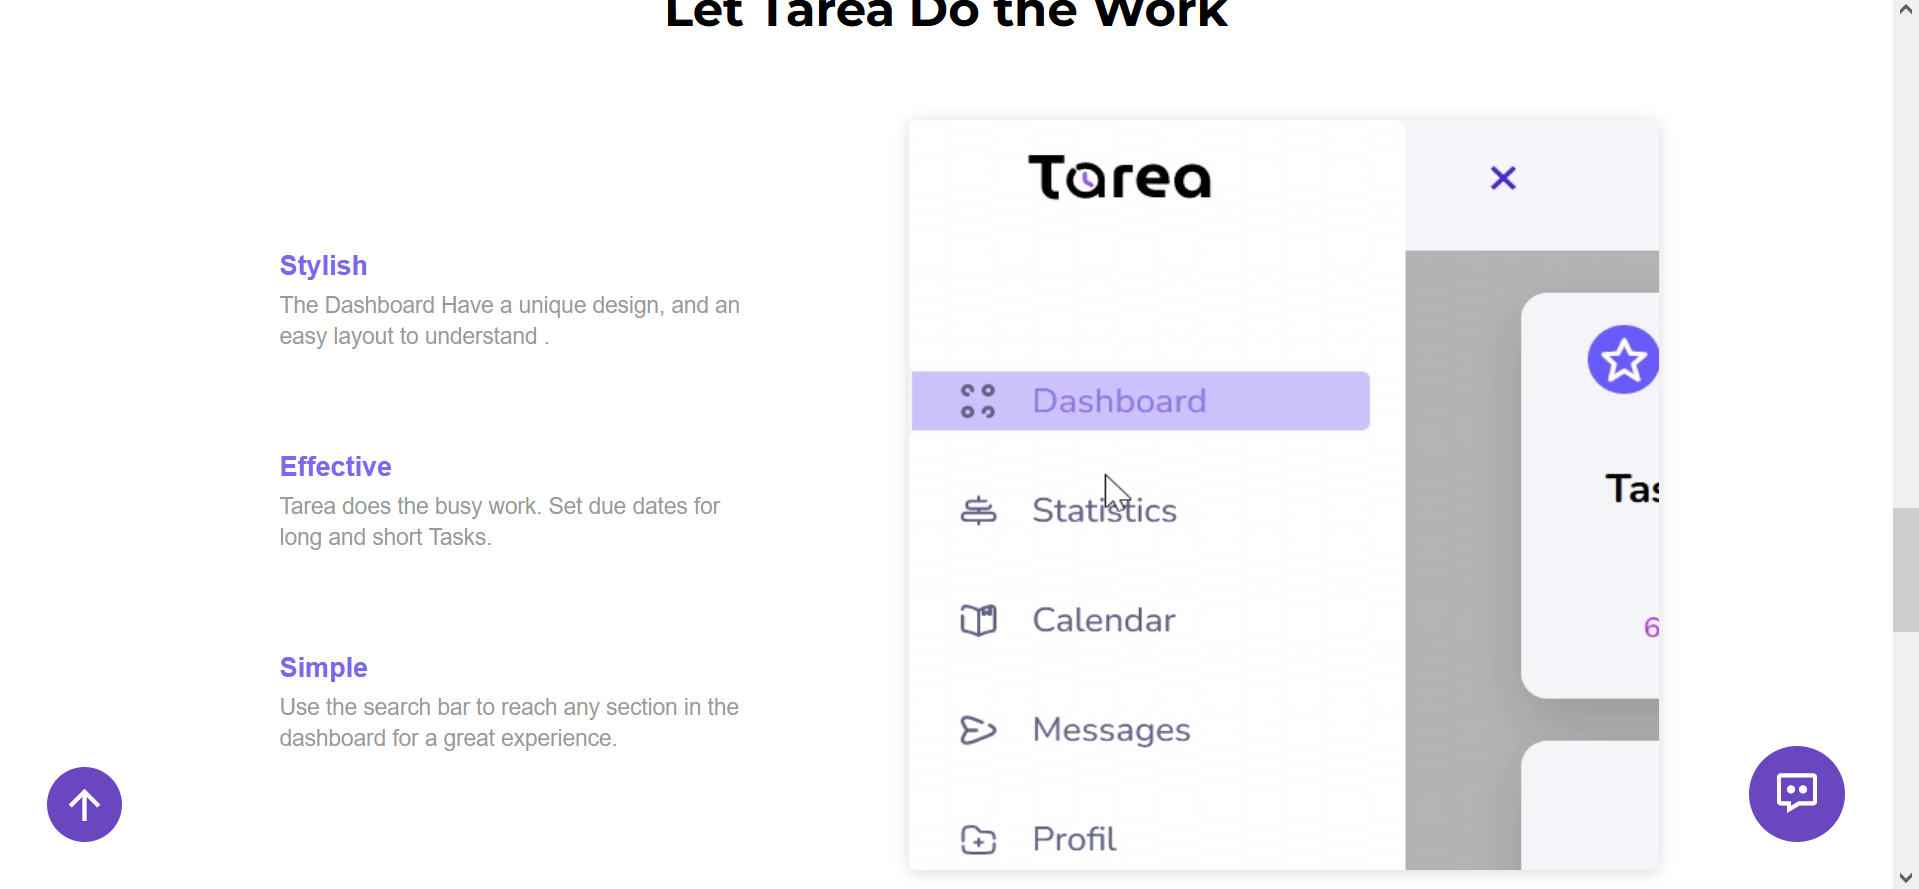 Let Tarea Do the Work
Stylish
The Dashboard Have a unique design, and an
easy layout to understand .
Effective
Tarea does the busy work. Set due dates for
long and short Tasks.
Simple
Use the search bar to reach any section in the
dashboard for a great experience.
Tarea
Dashboard
Statistics
Calendar
Messages
Profil
Tas
6